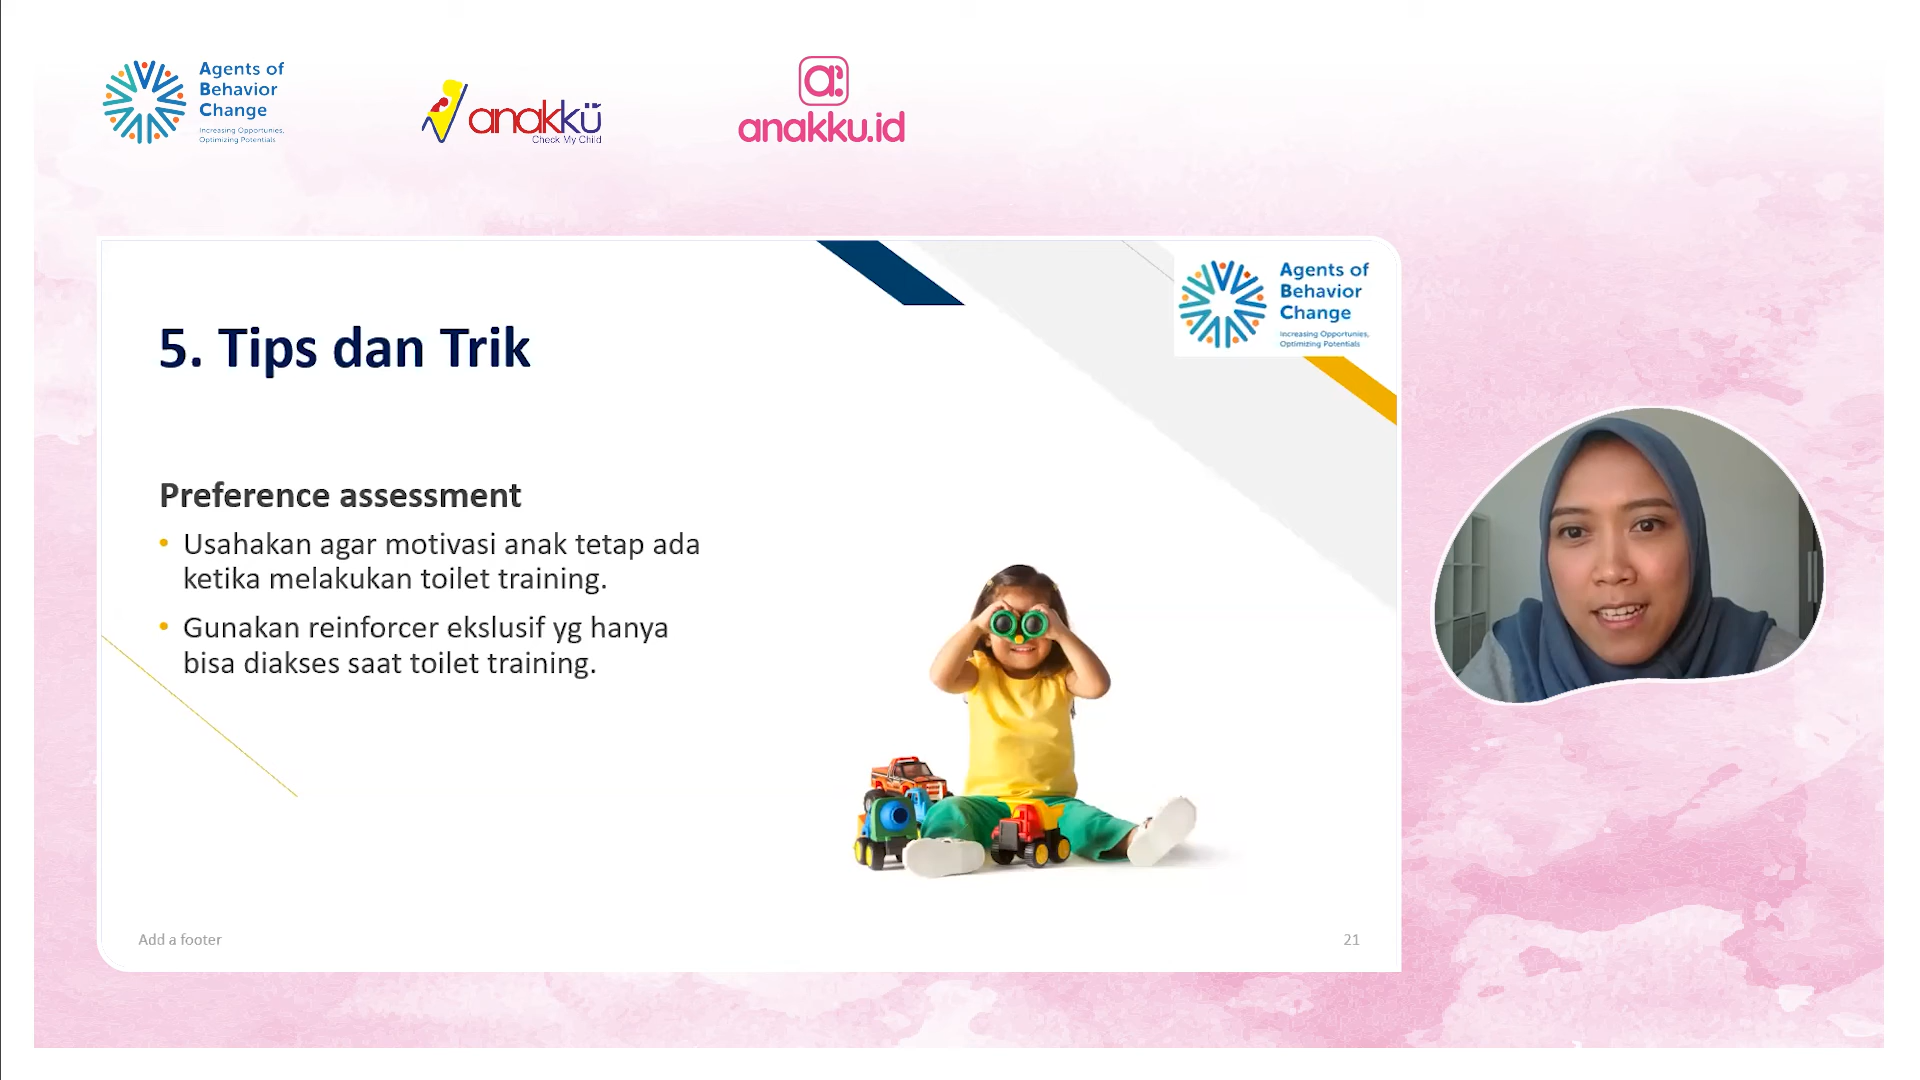 Agents of
Behavior
Change
Increasing Opportunies,
Optimizing Potentials
anakkü
Check My Child
a:
anakku.id
Agents of
Behavior
Change
Increasing Opportunies,
Optimizing Potentials
5. Tips dan Trik
Preference assessment
• Usahakan agar motivasi anak tetap ada
ketika melakukan toilet training.
• Gunakan reinforcer ekslusif yg hanya
bisa diakses saat toilet training.
Add a footer
21